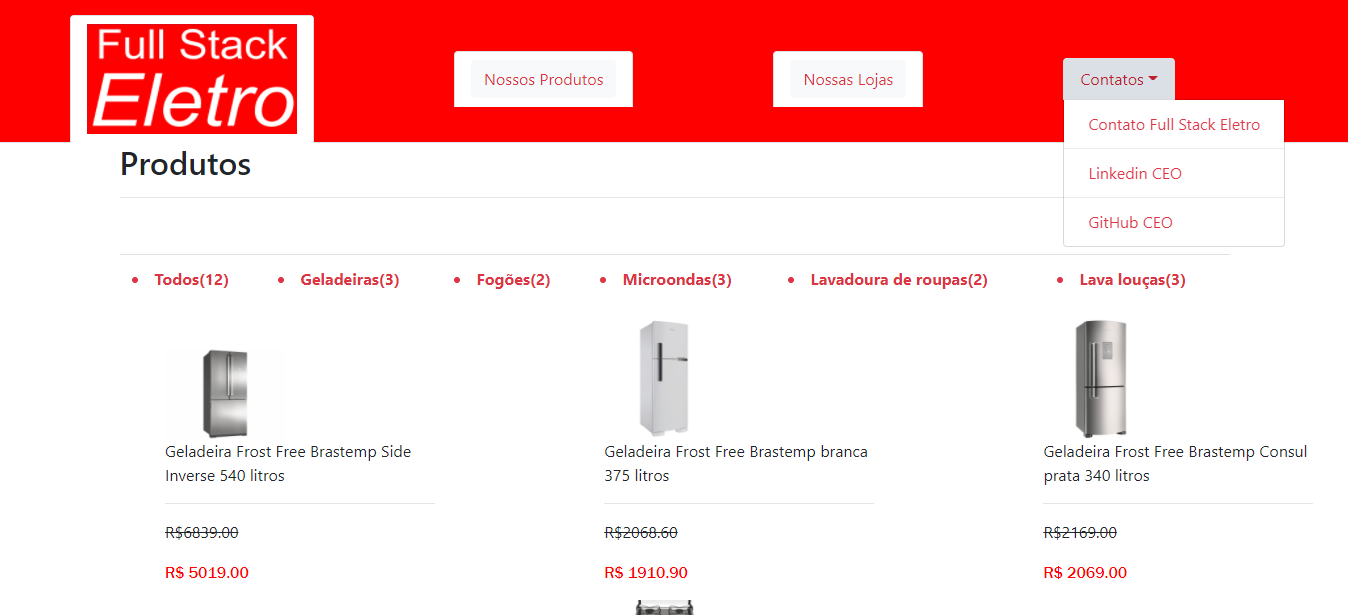 Full Stack
Eletro
Nossos Produtos
Nossas Lojas
Contatos
Contato Full Stack Eletro
Linkedin CEO
GitHub CEO
Produtos
Todos(12)
Geladeiras(3)
Fogões(2)
Microondas(3)
Lavadoura de roupas(2)
Lava louças(3)
Geladeira Frost Free Brastemp Side
Inverse 540 litros
R$6839.00
R$ 5019.00
Geladeira Frost Free Brastemp branca
375 litros
R$2068.60
R$ 1910.90
Geladeira Frost Free Brastemp Consul
prata 340 litros
R$2169.00
R$ 2069.00